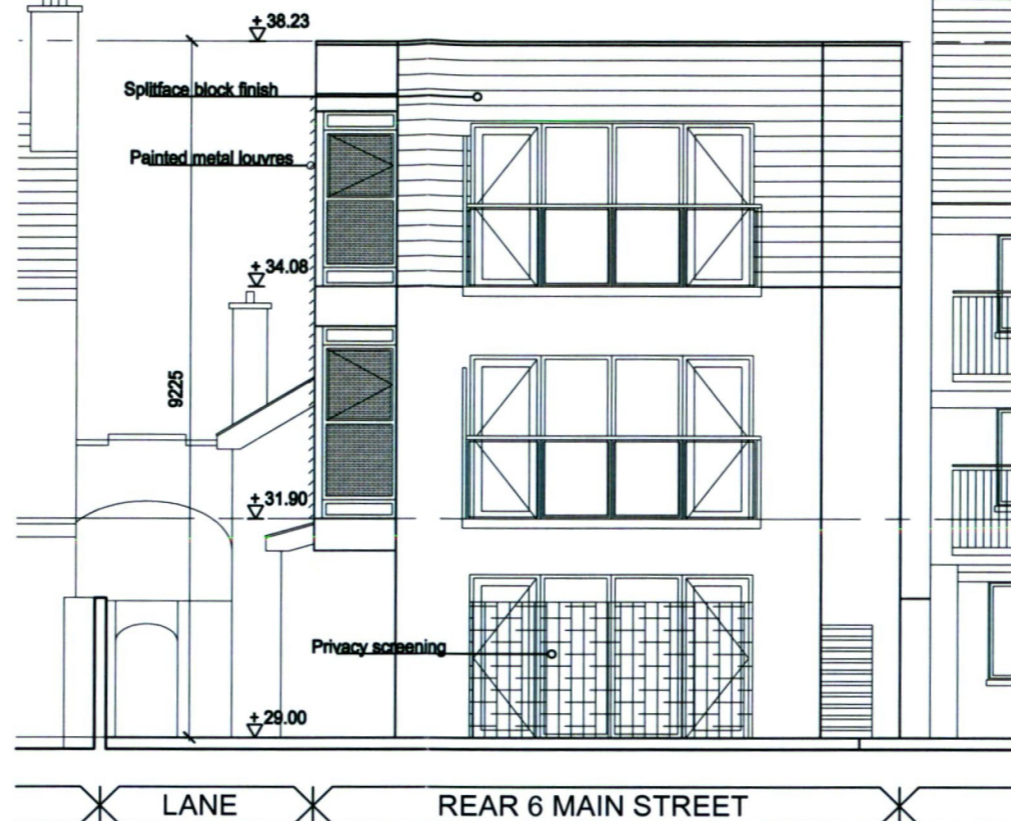 + 38.23
Splitface block finish
Painted metal louvres
+ 34.08
9225
+ 31.90
Privacy screening
+ 29.00
LANE
REAR 6 MAIN STREET